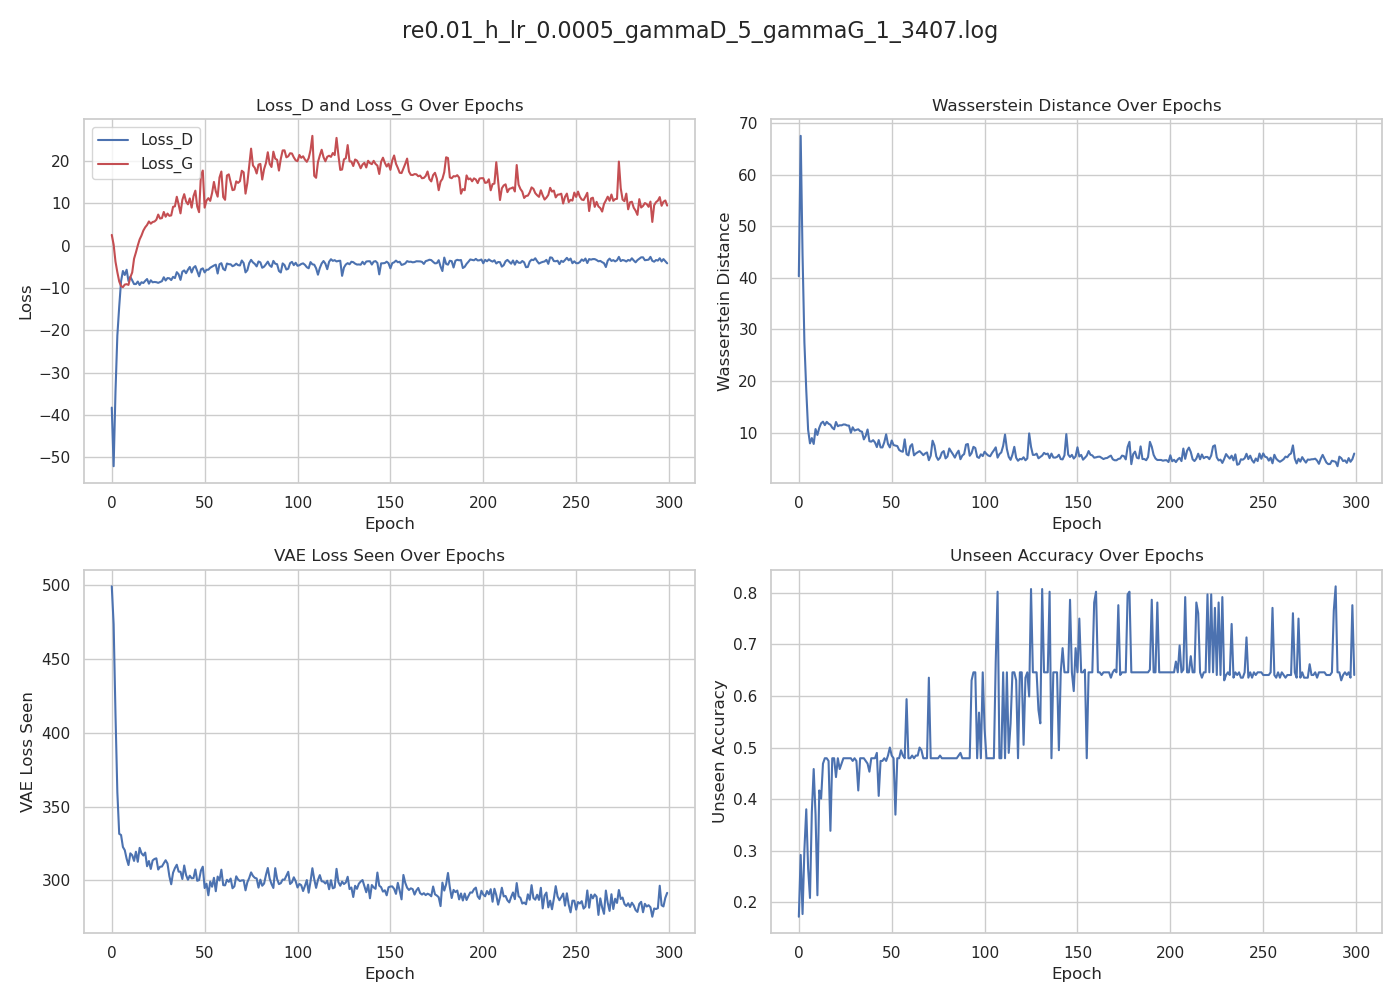 re0.01_h_lr_0.0005_gammaD_5_gammaG_1_3407.log
Loss_D and Loss_G Over Epochs
Loss_D
Loss_G
20
10
0
−10
−20
−30
−40
−50
Loss
0 50 100 150 200 250 300
Epoch
Wasserstein Distance Over Epochs
70
60
50
40
30
20
10
Wasserstein Distance
0 50 100 150 200 250 300
Epoch
VAE Loss Seen Over Epochs
500
450
400
350
300
VAE Loss Seen
0 50 100 150 200 250 300
Epoch
Unseen Accuracy Over Epochs
0.8
0.7
0.6
0.5
0.4
0.3
0.2
Unseen Accuracy
0 50 100 150 200 250 300
Epoch